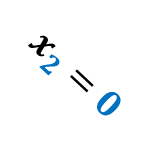 x₂ = 0